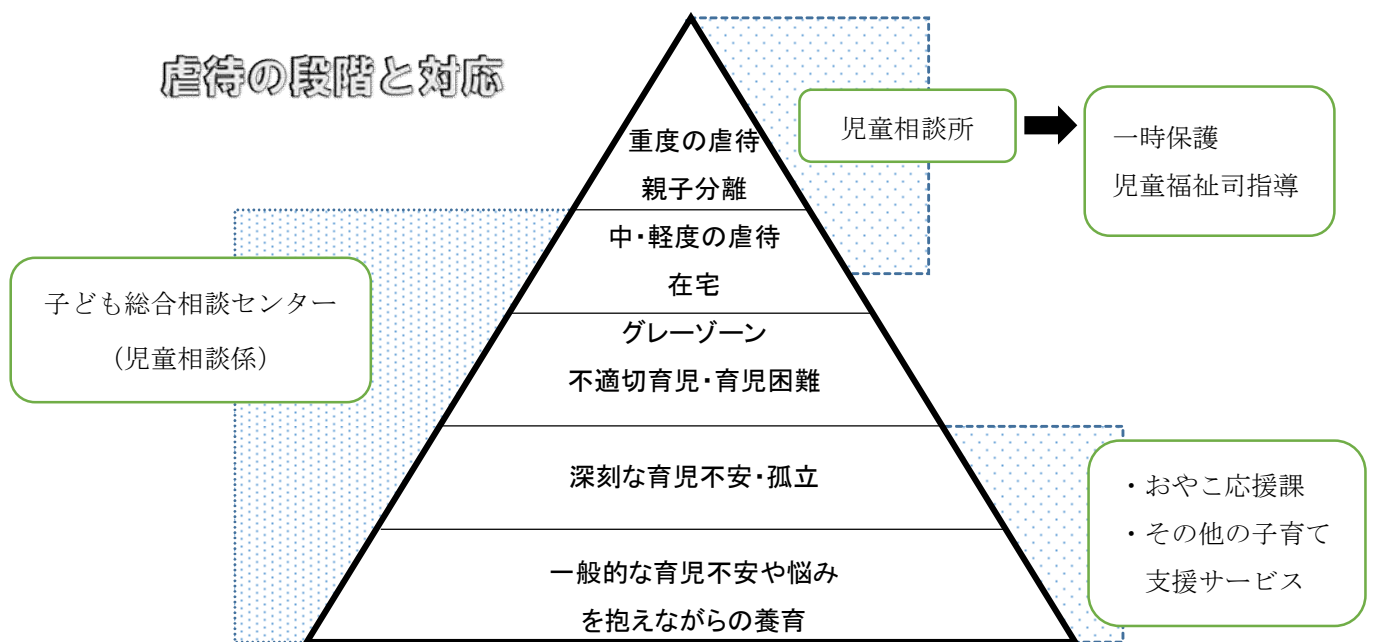 虐待の段階と対応
児童相談所
一時保護
児童福祉司指導
重度の虐待
親子分離
中・軽度の虐待
在宅
子ども総合相談センター
（児童相談係）
グレーゾーン
不適切育児・育児困難
深刻な育児不安・孤立
・おやこ応援課
・その他の子育て
支援サービス
一般的な育児不安や悩み
を抱えながらの養育